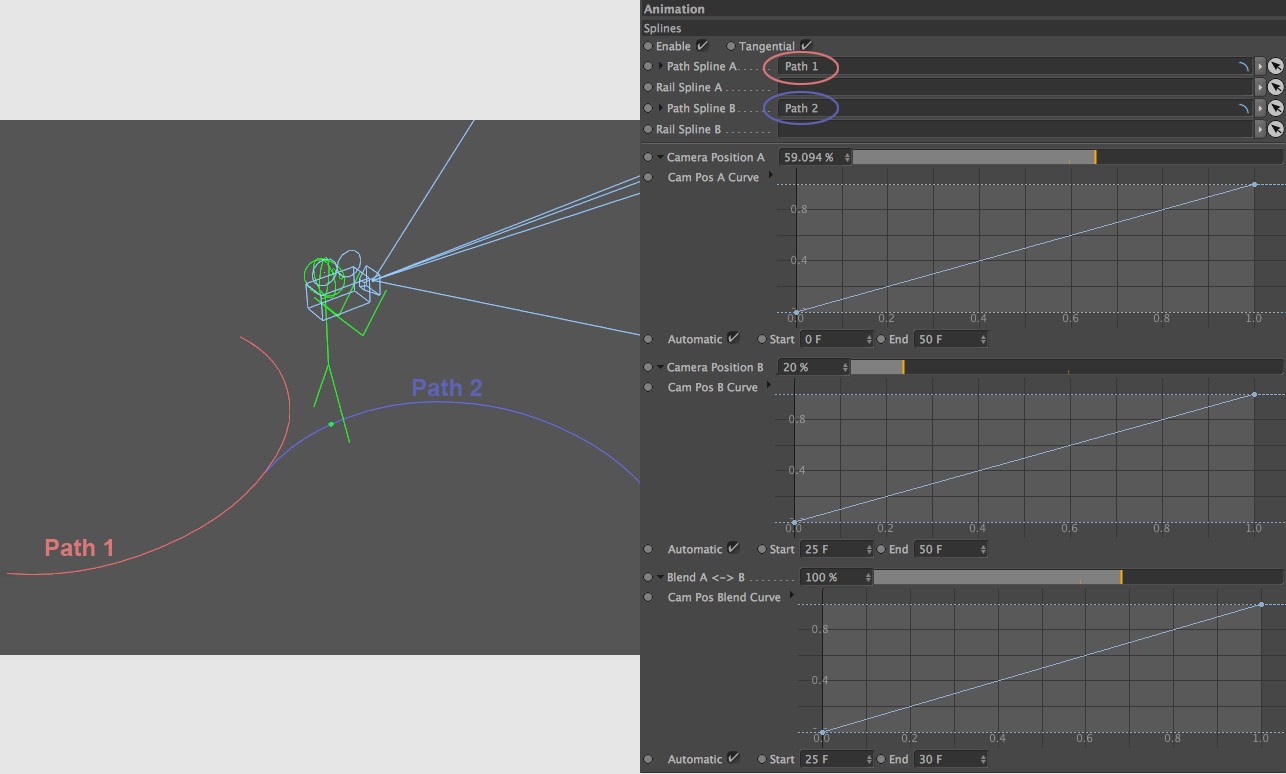 Path 2
Path 1
Animation
Splines
Enable Tangential
Path Spline A..... Path 1
Rail Spline A.......
Path Spline B..... Path 2
Rail Spline B.......
Camera Position A 59.094 %
Cam Pos A Curve
0.8
0.4
0.0 0.2 0.4 0.6 0.8 1.0
Automatic Start 0 F End 50 F
Camera Position B 20 %
Cam Pos B Curve
0.8
0.4
0.0 0.2 0.4 0.6 0.8 1.0
Automatic Start 25 F End 50 F
Blend A <-> B........ 100 %
Cam Pos Blend Curve
0.8
0.4
0.0 0.2 0.4 0.6 0.8 1.0
Automatic Start 25 F End 30 F